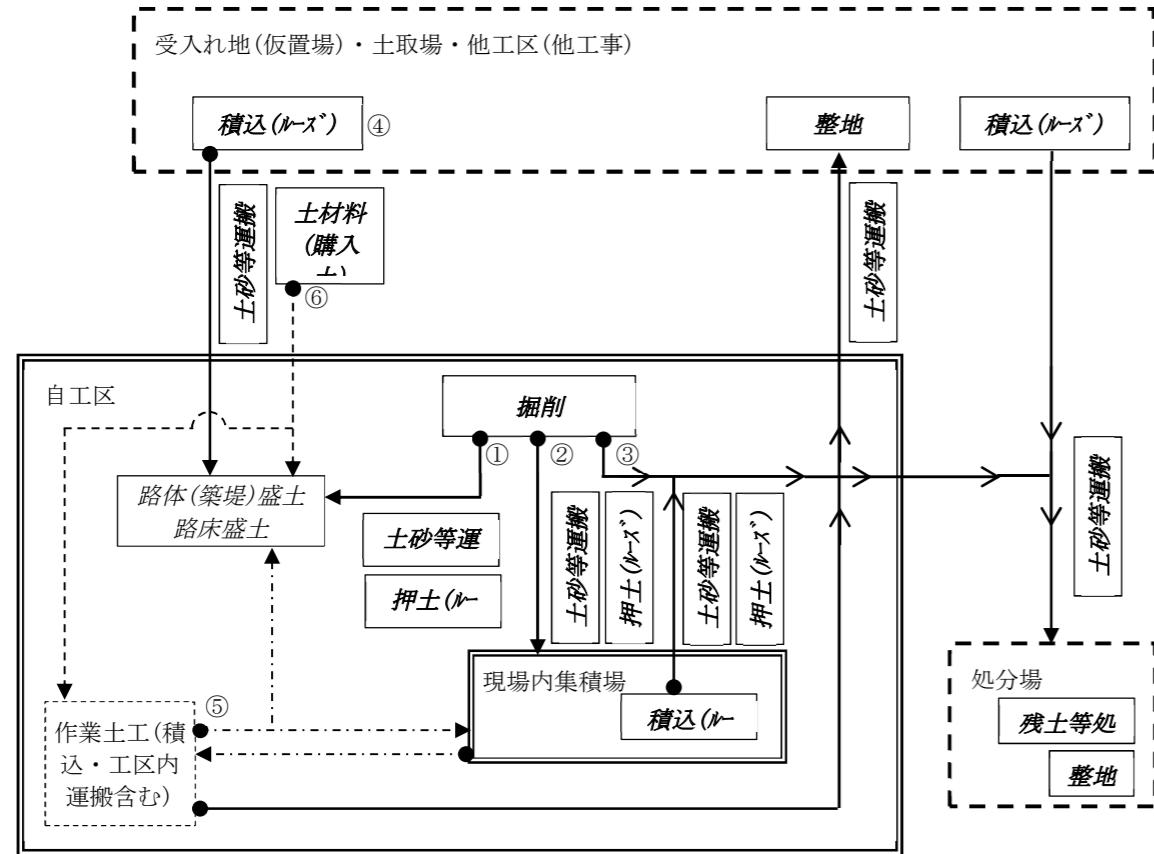 受入れ地(仮置場)・土取場・他工区(他工事)
積込(ﾙｰｽﾞ)
④
整地
積込(ﾙｰｽﾞ)
土砂等運搬
土材料
(購入
⑥
土砂等運搬
自工区
掘削
①
②
③
路体(築堤)盛土
路床盛土
土砂等運
押土(ﾙｰ
土砂等運搬
押土(ﾙｰｽﾞ)
土砂等運搬
押土(ﾙｰｽﾞ)
土砂等運搬
現場内集積場
積込(ﾙｰ
⑤
作業土工(積
込・工区内
運搬含む)
処分場
残土等処
整地